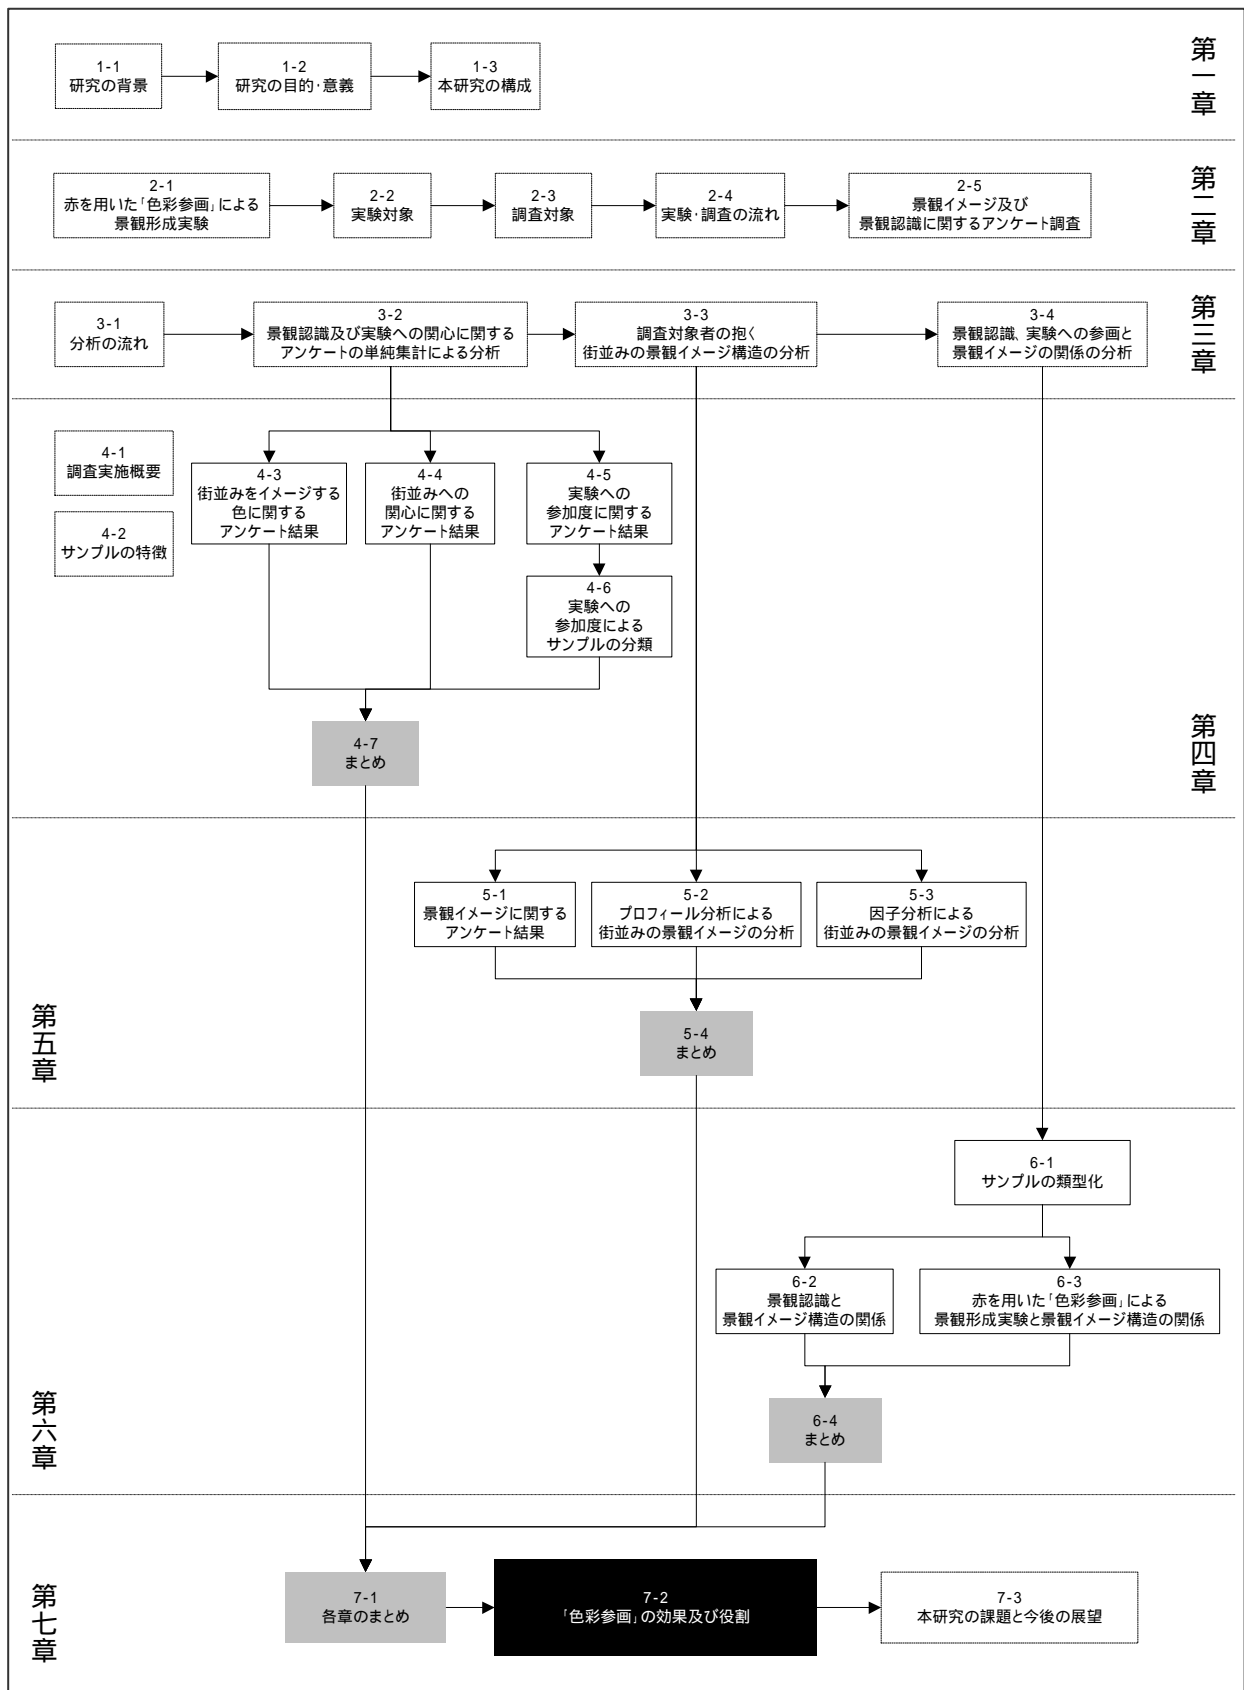 第一章
1-1
研究の背景
1-2
研究の目的・意義
1-3
本研究の構成
第二章
2-1
赤を用いた「色彩参画」による
景観形成実験
2-2
実験対象
2-3
調査対象
2-4
実験・調査の流れ
2-5
景観イメージ及び
景観認識に関するアンケート調査
第三章
3-1
分析の流れ
3-2
景観認識及び実験への関心に関する
アンケートの単純集計による分析
3-3
調査対象者の抱く
街並みの景観イメージ構造の分析
3-4
景観認識、実験への参画と
景観イメージの関係の分析
第四章
4-1
調査実施概要
4-2
サンプルの特徴
4-3
街並みをイメージする
色に関する
アンケート結果
4-4
街並みへの
関心に関する
アンケート結果
4-5
実験への
参加度に関する
アンケート結果
4-6
実験への
参加度による
サンプルの分類
4-7
まとめ
第五章
5-1
景観イメージに関する
アンケート結果
5-2
プロフィール分析による
街並みの景観イメージの分析
5-3
因子分析による
街並みの景観イメージの分析
5-4
まとめ
第六章
6-1
サンプルの類型化
6-2
景観認識と
景観イメージ構造の関係
6-3
赤を用いた「色彩参画」による
景観形成実験と景観イメージ構造の関係
6-4
まとめ
第七章
7-1
各章のまとめ
7-2
「色彩参画」の効果及び役割
7-3
本研究の課題と今後の展望